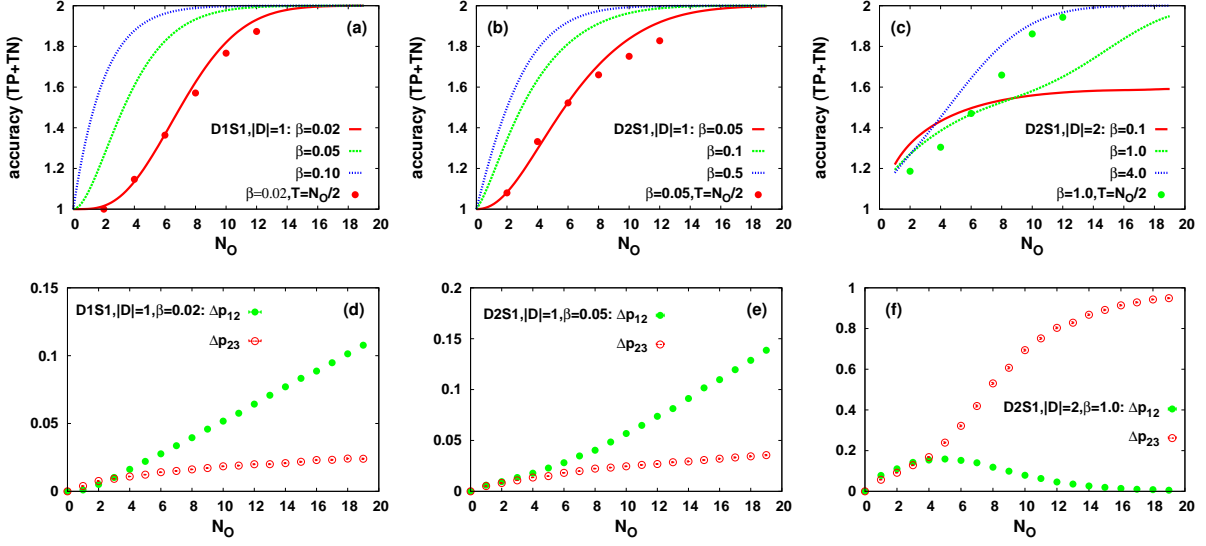 accuracy (TP+TN)
2
1.8
1.6
1.4
1.2
1
0 2 4 6 8 10 12 14 16 18 20
N_O
(a)
D1S1,|D|=1: β=0.02
β=0.05
β=0.10
β=0.02,T=N_O/2
accuracy (TP+TN)
2
1.8
1.6
1.4
1.2
1
0 2 4 6 8 10 12 14 16 18 20
N_O
(b)
D2S1,|D|=1: β=0.05
β=0.1
β=0.5
β=0.05,T=N_O/2
accuracy (TP+TN)
2
1.8
1.6
1.4
1.2
1
0 2 4 6 8 10 12 14 16 18 20
N_O
(c)
D2S1,|D|=2: β=0.1
β=1.0
β=4.0
β=1.0,T=N_O/2
0.15
0.1
0.05
0
0 2 4 6 8 10 12 14 16 18 20
N_O
D1S1,|D|=1,β=0.02: Δp12
Δp23
(d)
0.2
0.15
0.1
0.05
0
0 2 4 6 8 10 12 14 16 18 20
N_O
D2S1,|D|=1,β=0.05: Δp12
Δp23
(e)
1
0.8
0.6
0.4
0.2
0
0 2 4 6 8 10 12 14 16 18 20
N_O
(f)
D2S1,|D|=2,β=1.0: Δp12
Δp23